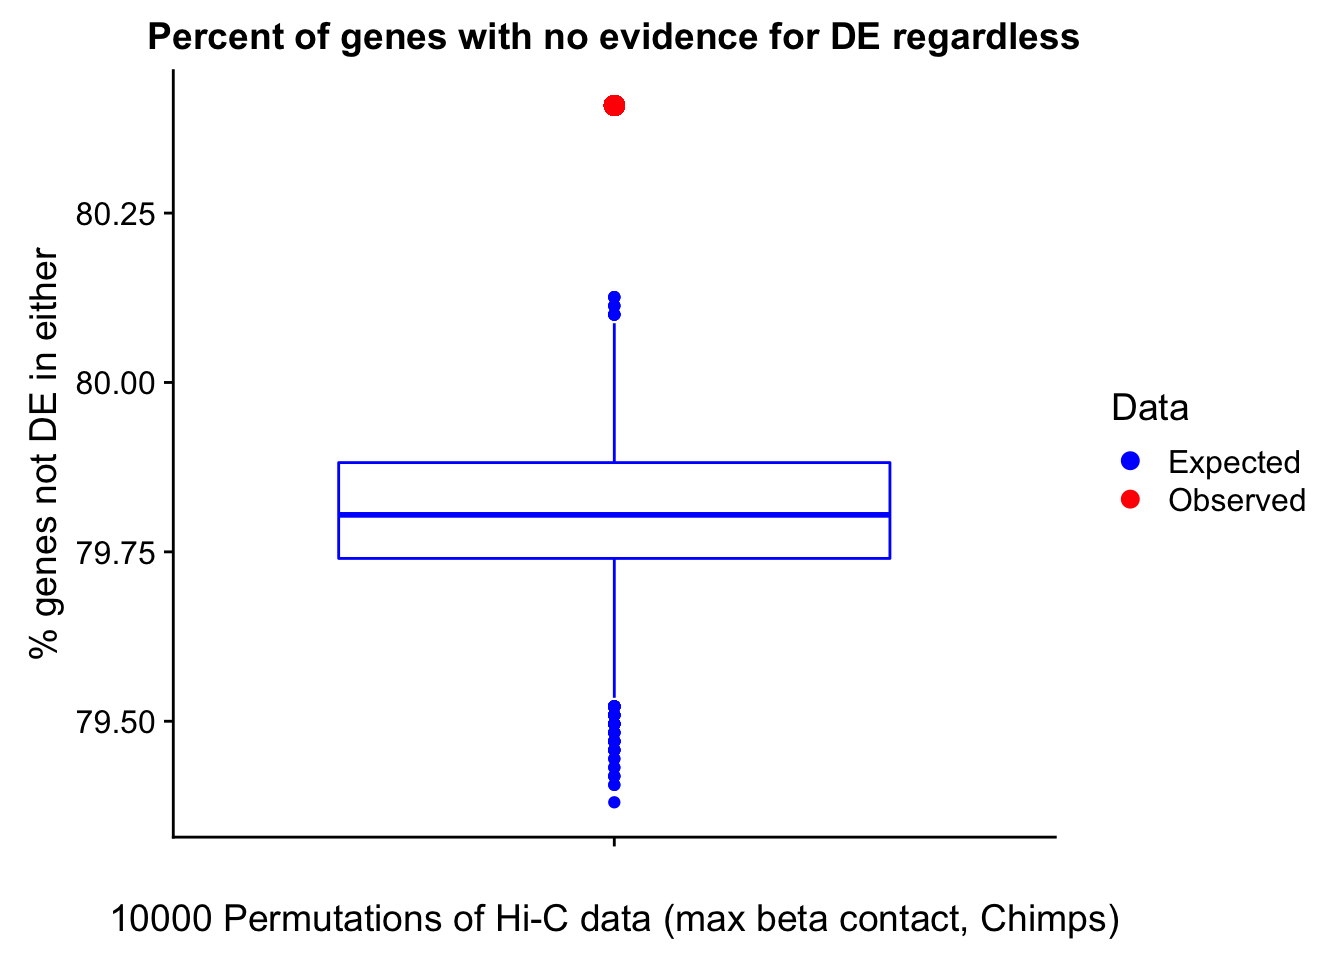 Percent of genes with no evidence for DE regardless
% genes not DE in either
80.25
80.00
79.75
79.50
10000 Permutations of Hi-C data (max beta contact, Chimps)
Data
Expected
Observed